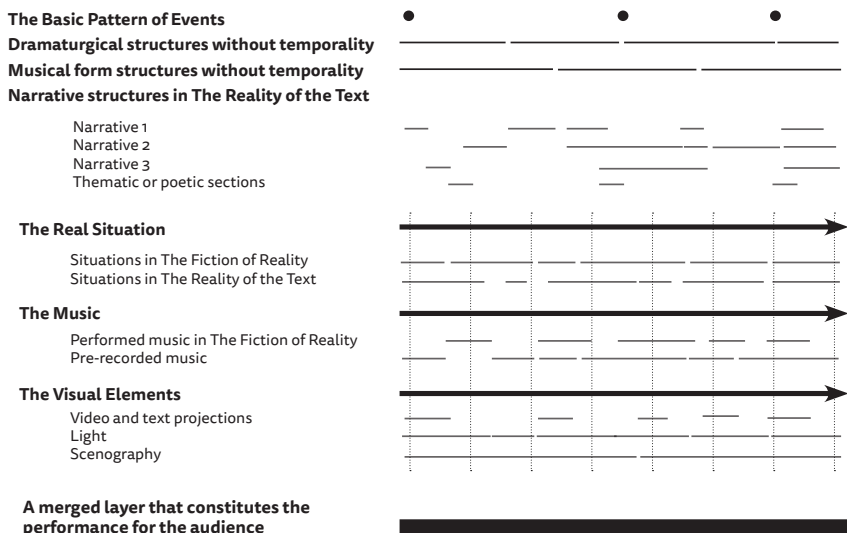 The Basic Pattern of Events
Dramaturgical structures without temporality
Musical form structures without temporality
Narrative structures in The Reality of the Text
Narrative 1
Narrative 2
Narrative 3
Thematic or poetic sections
The Real Situation
Situations in The Fiction of Reality
Situations in The Reality of the Text
The Music
Performed music in The Fiction of Reality
Pre-recorded music
The Visual Elements
Video and text projections
Light
Scenography
A merged layer that constitutes the
performance for the audience